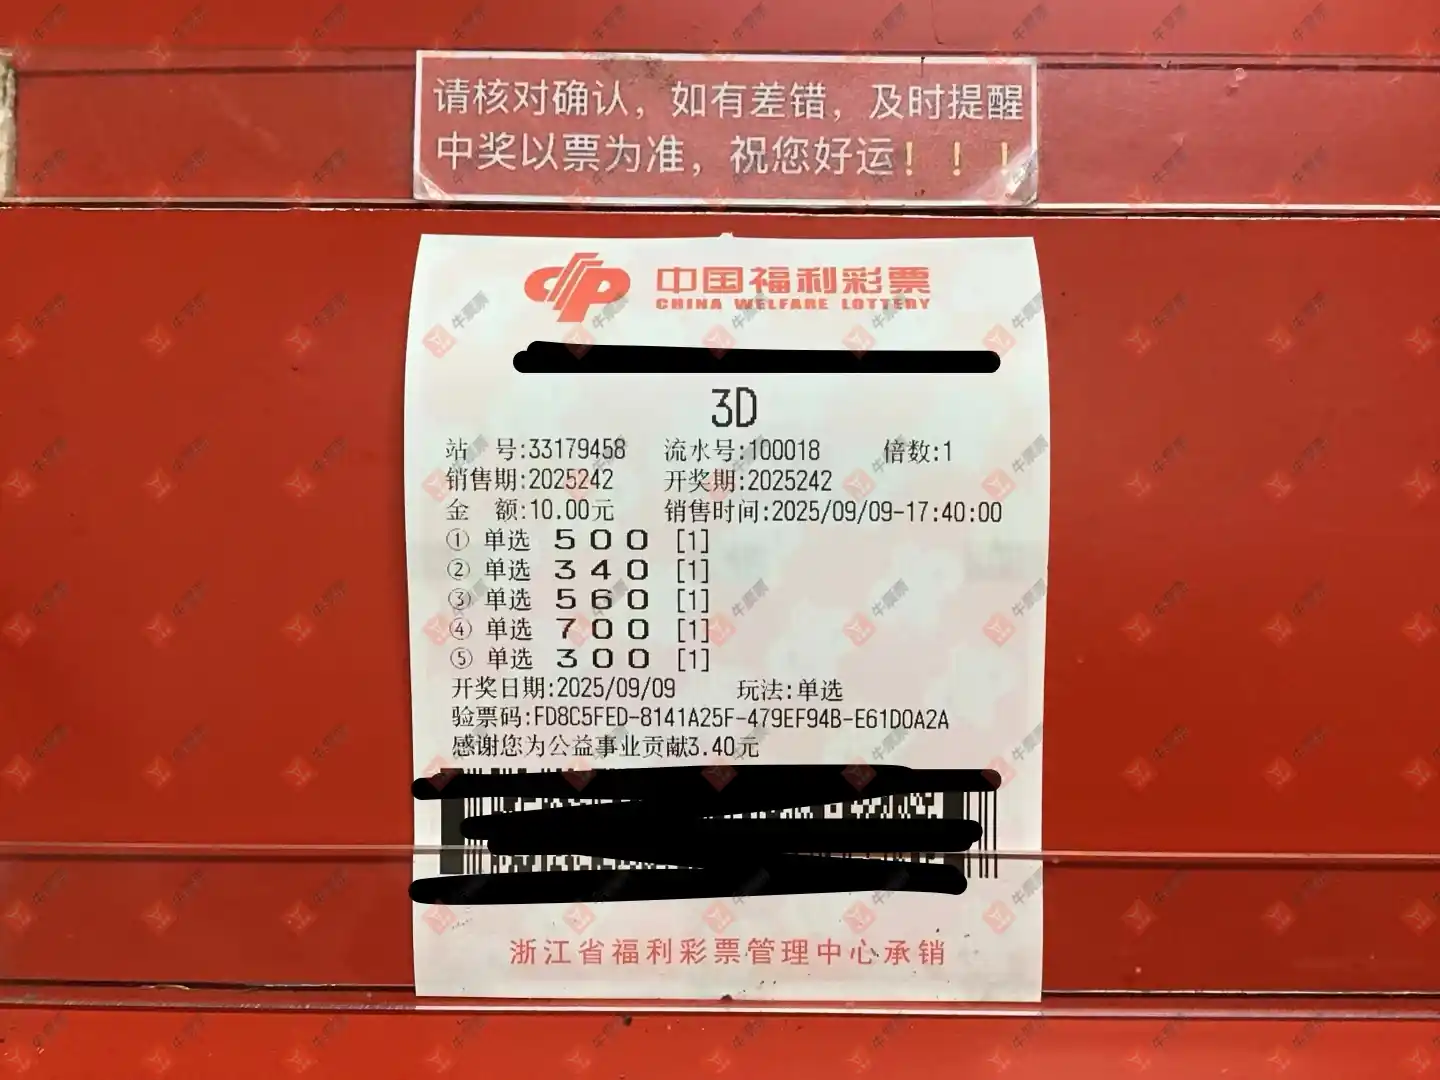 请核对确认，如有差错，及时提醒
中奖以票为准，祝您好运！！！
中国福利彩票
CHINA WELFARE LOTTERY
3D
站 号:33179458 流水号:100018 倍数:1
销售期:2025242 开奖期:2025242
金 额:10.00元 销售时间:2025/09/09-17:40:00
① 单选 5 0 0 [1]
② 单选 3 4 0 [1]
③ 单选 5 6 0 [1]
④ 单选 7 0 0 [1]
⑤ 单选 3 0 0 [1]
开奖日期:2025/09/09 玩法:单选
验票码:FD8C5FED-8141A25F-479EF94B-E61D0A2A
感谢您为公益事业贡献3.40元
浙江省福利彩票管理中心承销
牛票票